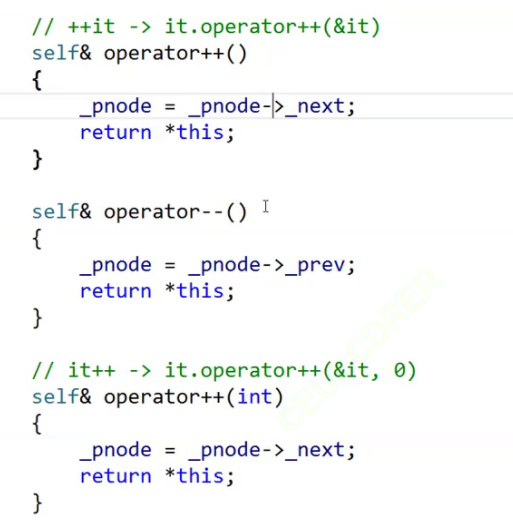 // ++it -> it.operator++(&it)
self& operator++()
{
    _pnode = _pnode->_next;
    return *this;
}

self& operator--()
{
    _pnode = _pnode->_prev;
    return *this;
}

// it++ -> it.operator++(&it, 0)
self& operator++(int)
{
    _pnode = _pnode->_next;
    return *this;
}